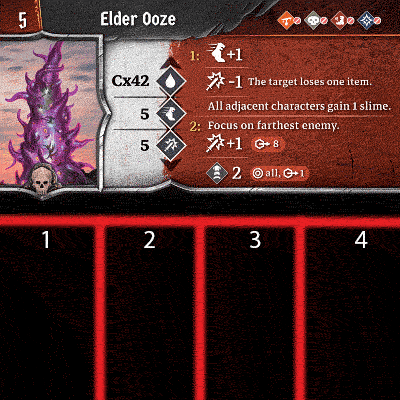 5 Elder Ooze
1: +1
Cx42
-1 The target loses one item.
5
All adjacent characters gain 1 slime.
2: Focus on farthest enemy.
5
+1 8
2 all, 1
1 2 3 4